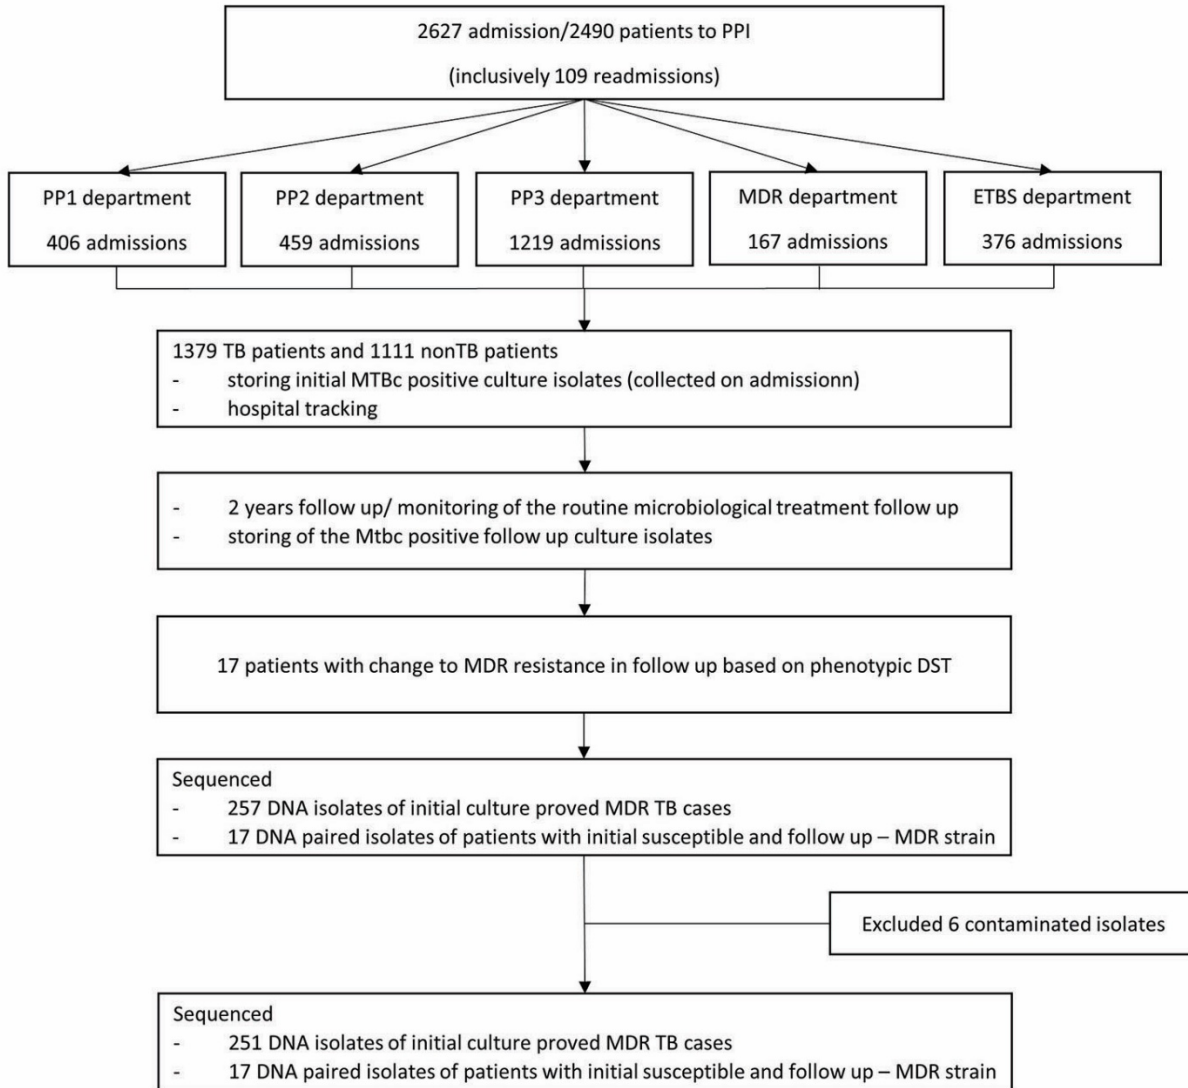 2627 admission/2490 patients to PPI
(inclusively 109 readmissions)
PP1 department
406 admissions
PP2 department
459 admissions
PP3 department
1219 admissions
MDR department
167 admissions
ETBS department
376 admissions
1379 TB patients and 1111 nonTB patients
- storing initial MTBc positive culture isolates (collected on admissionn)
- hospital tracking
- 2 years follow up/ monitoring of the routine microbiological treatment follow up
- storing of the Mtbc positive follow up culture isolates
17 patients with change to MDR resistance in follow up based on phenotypic DST
Sequenced
- 257 DNA isolates of initial culture proved MDR TB cases
- 17 DNA paired isolates of patients with initial susceptible and follow up – MDR strain
Excluded 6 contaminated isolates
Sequenced
- 251 DNA isolates of initial culture proved MDR TB cases
- 17 DNA paired isolates of patients with initial susceptible and follow up – MDR strain